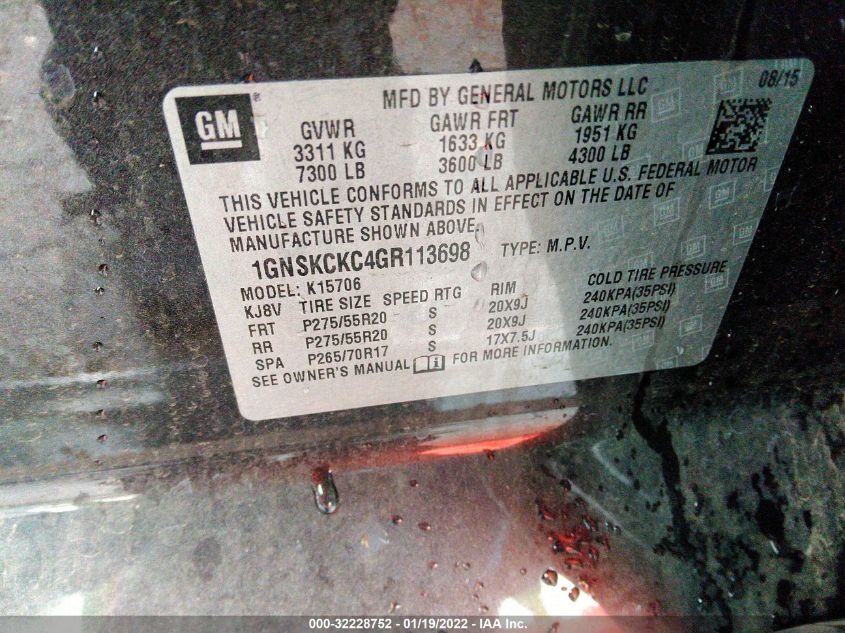 GM ®
MFD BY GENERAL MOTORS LLC
08/15
GVWR GAWR FRT GAWR RR
3311 KG 1633 KG 1951 KG
7300 LB 3600 LB 4300 LB
THIS VEHICLE CONFORMS TO ALL APPLICABLE U.S. FEDERAL MOTOR
VEHICLE SAFETY STANDARDS IN EFFECT ON THE DATE OF
MANUFACTURE SHOWN ABOVE.
1GNSKCKC4GR113698 TYPE: M.P.V.
MODEL: K15706
KJ8V TIRE SIZE SPEED RTG RIM COLD TIRE PRESSURE
FRT P275/55R20 S 20X9J 240KPA(35PSI)
RR P275/55R20 S 20X9J 240KPA(35PSI)
SPA P265/70R17 S 17X7.5J 240KPA(35PSI)
SEE OWNER'S MANUAL FOR MORE INFORMATION.
000-32228752 - 01/19/2022 - IAA Inc.